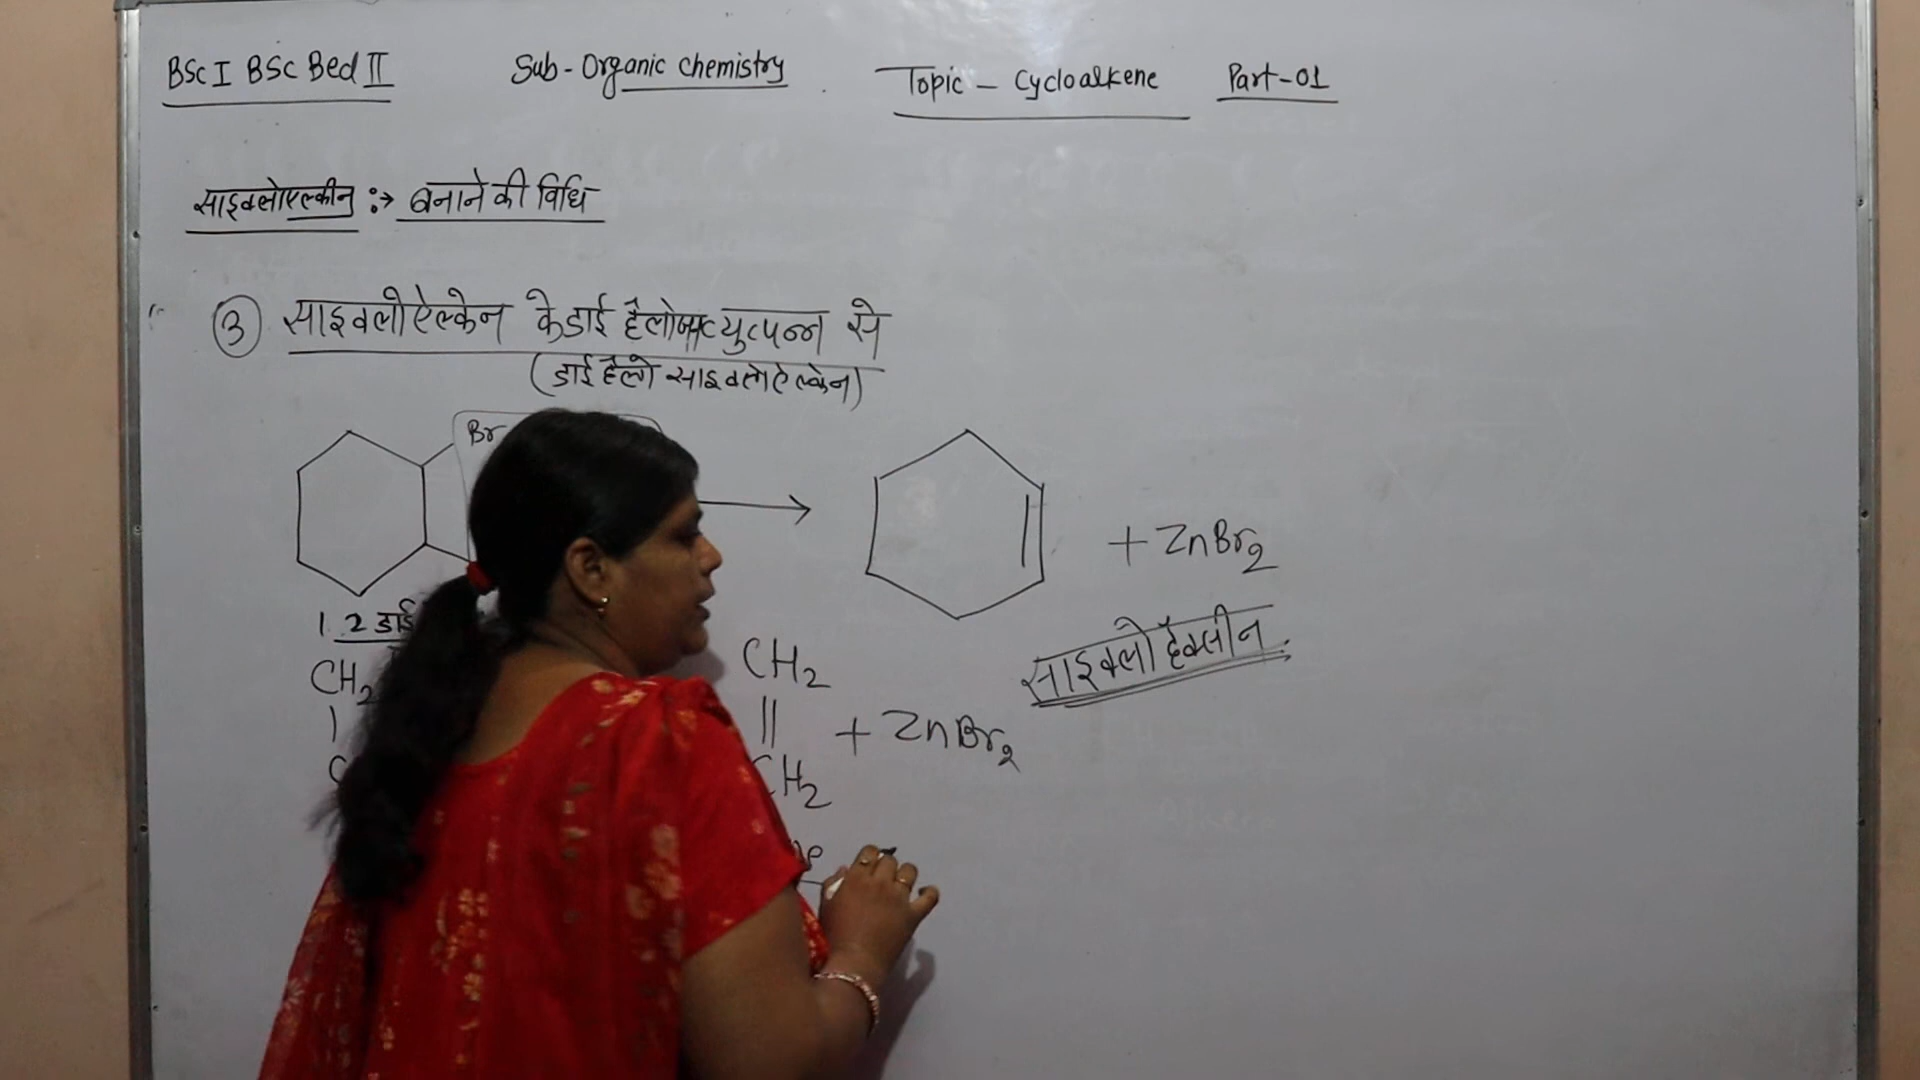 BSc I BSc Bed II Sub-Organic chemistry Topic - Cycloalkene Part-01
साइक्लोएल्कीन :→ बनाने की विधि
3 साइक्लोऐल्केन के डाई हैलोजन व्युत्पन्न से
(डाई हैलो साइक्लोऐल्केन)
Br
+ ZnBr2
1,2 डाई
साइक्लो हैक्सीन
CH2 CH2
| || + ZnBr2
C CH2